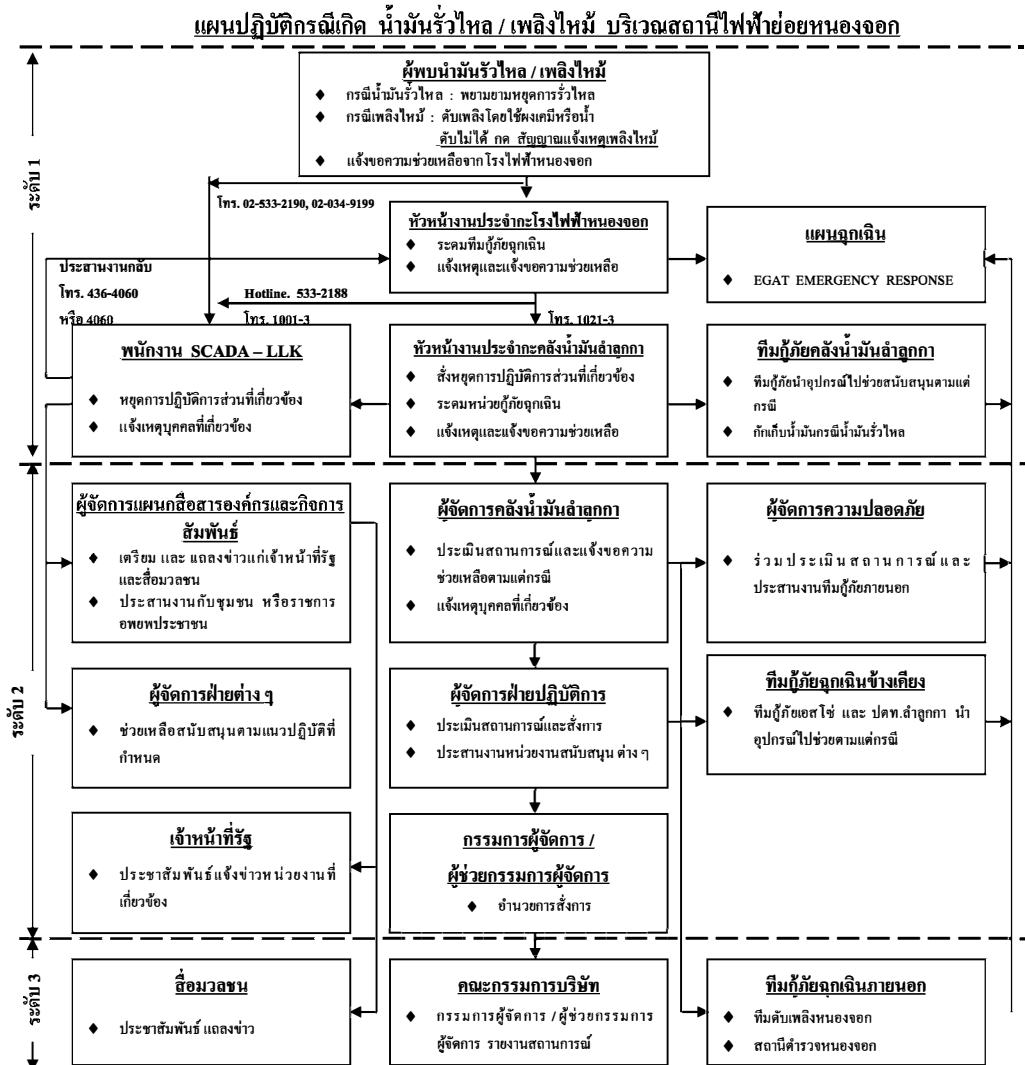 แผนปฏิบัติกรณีเกิด น้ำมันรั่วไหล / เพลิงไหม้ บริเวณสถานีไฟฟ้าย่อยหนองจอก
ระดับ 1
ผู้พบน้ำมันรั่วไหล / เพลิงไหม้
♦ กรณีน้ำมันรั่วไหล : พยามยามหยุดการรั่วไหล
♦ กรณีเพลิงไหม้ : ดับเพลิงโดยใช้ผงเคมีหรือน้ำ
ดับไม่ได้ กด สัญญาณแจ้งเหตุเพลิงไหม้
♦ แจ้งขอความช่วยเหลือจากโรงไฟฟ้าหนองจอก
โทร. 02-533-2190, 02-034-9199
หัวหน้างานประจำกะโรงไฟฟ้าหนองจอก
♦ ระดมทีมกู้ภัยฉุกเฉิน
♦ แจ้งเหตุและแจ้งขอความช่วยเหลือ
แผนฉุกเฉิน
♦ EGAT EMERGENCY RESPONSE
ประสานงานกลับ
โทร. 436-4060
หรือ 4060
Hotline. 533-2188
โทร. 1001-3
โทร. 1021-3
พนักงาน SCADA – LLK
♦ หยุดการปฏิบัติการส่วนที่เกี่ยวข้อง
♦ แจ้งเหตุบุคคลที่เกี่ยวข้อง
หัวหน้างานประจำกะคลังน้ำมันลำลูกกา
♦ สั่งหยุดการปฏิบัติการส่วนที่เกี่ยวข้อง
♦ ระดมหน่วยกู้ภัยฉุกเฉิน
♦ แจ้งเหตุและแจ้งขอความช่วยเหลือ
ทีมกู้ภัยคลังน้ำมันลำลูกกา
♦ ทีมกู้ภัยนำอุปกรณ์ไปช่วยสนับสนุนตามแต่
กรณี
♦ กักเก็บน้ำมันกรณีน้ำมันรั่วไหล
ระดับ 2
ผู้จัดการแผนกสื่อสารองค์กรและกิจการ
สัมพันธ์
♦ เตรียม และ แถลงข่าวแก่เจ้าหน้าที่รัฐ
และสื่อมวลชน
♦ ประสานงานกับชุมชน หรือราชการ
อพยพประชาชน
ผู้จัดการคลังน้ำมันลำลูกกา
♦ ประเมินสถานการณ์และแจ้งขอความ
ช่วยเหลือตามแต่กรณี
♦ แจ้งเหตุบุคคลที่เกี่ยวข้อง
ผู้จัดการความปลอดภัย
♦ ร่วมประเมินสถานการณ์และ
ประสานงานทีมกู้ภัยภายนอก
ผู้จัดการฝ่ายต่าง ๆ
♦ ช่วยเหลือสนับสนุนตามแนวปฏิบัติที่
กำหนด
ผู้จัดการฝ่ายปฏิบัติการ
♦ ประเมินสถานการณ์และสั่งการ
♦ ประสานงานหน่วยงานสนับสนุน ต่าง ๆ
ทีมกู้ภัยฉุกเฉินข้างเคียง
♦ ทีมกู้ภัยเอสโซ่ และ ปตท.ลำลูกกา นำ
อุปกรณ์ไปช่วยตามแต่กรณี
เจ้าหน้าที่รัฐ
♦ ประชาสัมพันธ์แจ้งข่าวหน่วยงานที่
เกี่ยวข้อง
กรรมการผู้จัดการ /
ผู้ช่วยกรรมการผู้จัดการ
♦ อำนวยการสั่งการ
ระดับ 3
สื่อมวลชน
♦ ประชาสัมพันธ์ แถลงข่าว
คณะกรรมการบริษัท
♦ กรรมการผู้จัดการ / ผู้ช่วยกรรมการ
ผู้จัดการ รายงานสถานการณ์
ทีมกู้ภัยฉุกเฉินภายนอก
♦ ทีมดับเพลิงหนองจอก
♦ สถานีตำรวจหนองจอก